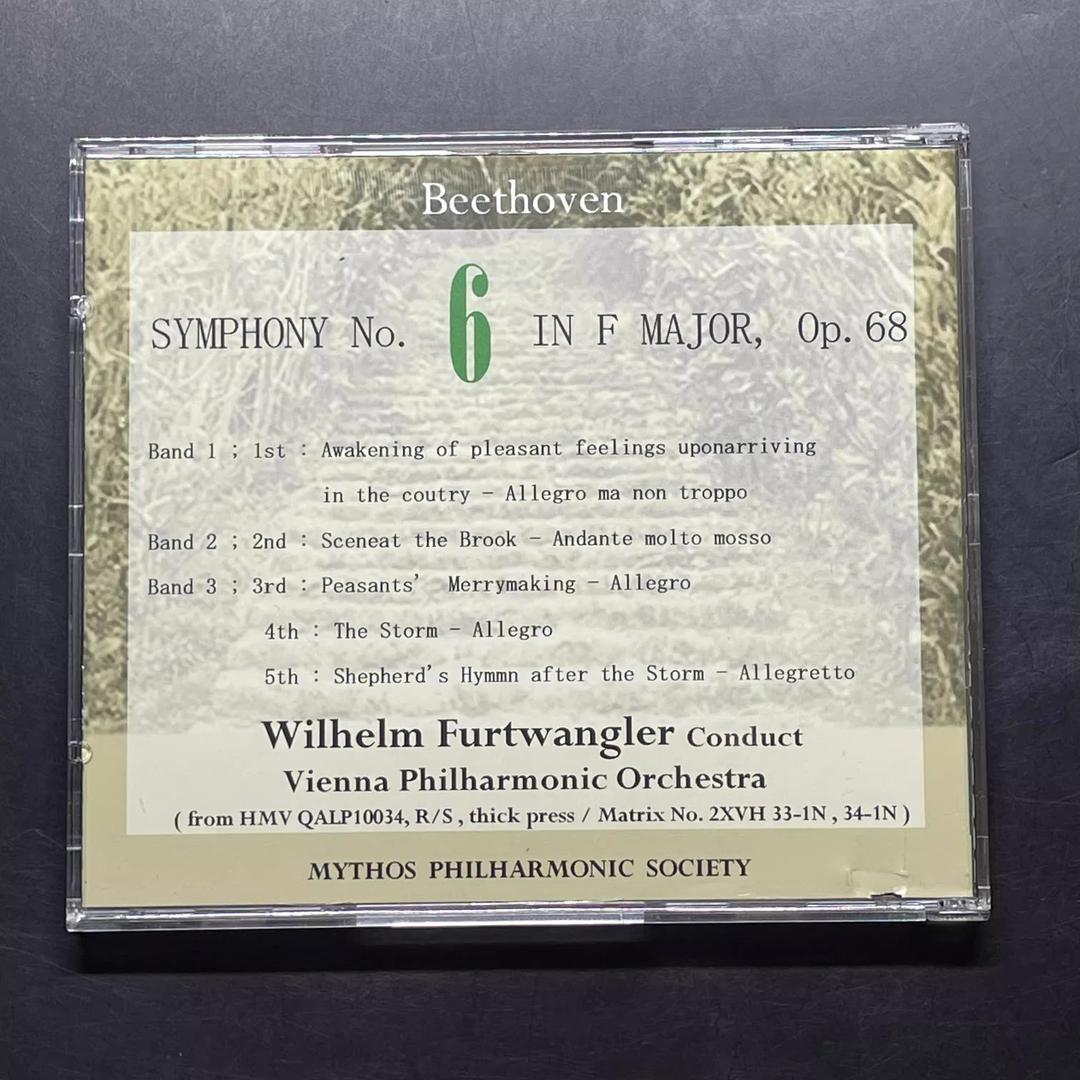 Beethoven
SYMPHONY No. 6 IN F MAJOR, Op. 68
Band 1 ; 1st : Awakening of pleasant feelings uponarriving
in the coutry - Allegro ma non troppo
Band 2 ; 2nd : Sceneat the Brook - Andante molto mosso
Band 3 ; 3rd : Peasants' Merrymaking - Allegro
4th : The Storm - Allegro
5th : Shepherd's Hymmn after the Storm - Allegretto
Wilhelm Furtwangler Conduct
Vienna Philharmonic Orchestra
( from HMV QALP10034, R/S , thick press / Matrix No. 2XVH 33-1N , 34-1N )
MYTHOS PHILHARMONIC SOCIETY